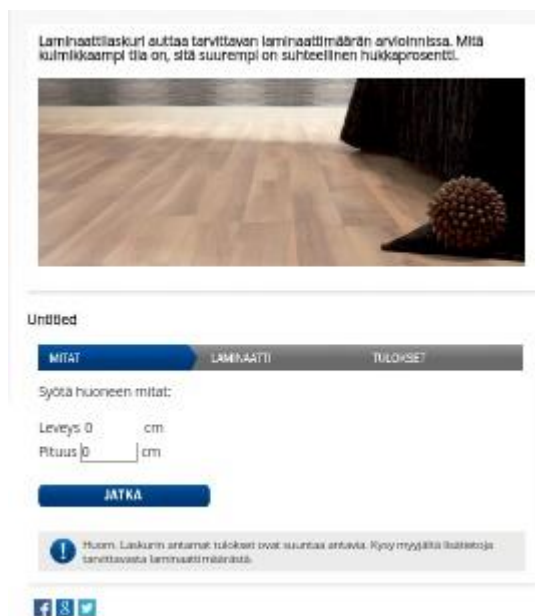 Laminaattilaskuri auttaa tarvittavan laminaattimäärän arvioinnissa. Mitä
kulmikkaampi tila on, sitä suurempi on suhteellinen hukkaprosentti.
Untitled
MITAT LAMINAATTI TULOKSET
Syötä huoneen mitat:
Leveys 0 cm
Pituus 0 cm
JATKA
Huom. Laskurin antamat tulokset ovat suuntaa antavia. Kysy myyjältä lisätietoja
tarvittavasta laminaattimäärästä.